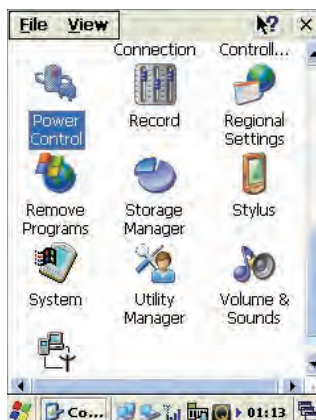 File View
?
Connection Controll...
Power Control Record Regional Settings
Remove Programs Storage Manager Stylus
System Utility Manager Volume & Sounds
Co... 01:13